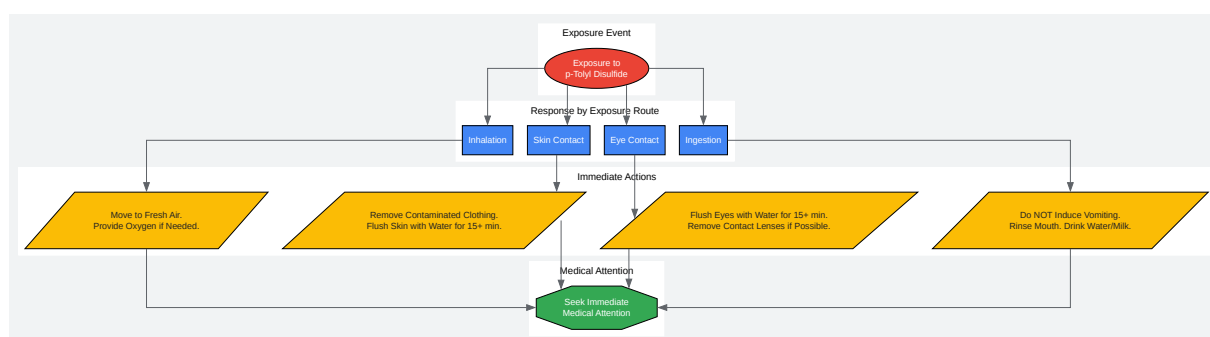 Exposure Event
Exposure to
p-Tolyl Disulfide
Response by Exposure Route
Inhalation
Skin Contact
Eye Contact
Ingestion
Immediate Actions
Move to Fresh Air.
Provide Oxygen if Needed.
Remove Contaminated Clothing.
Flush Skin with Water for 15+ min.
Flush Eyes with Water for 15+ min.
Remove Contact Lenses if Possible.
Do NOT Induce Vomiting.
Rinse Mouth. Drink Water/Milk.
Medical Attention
Seek Immediate
Medical Attention